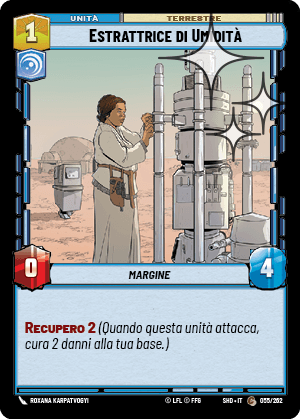 UNITÀ
TERRESTRE
1
ESTRATTRICE DI UMIDITÀ
0
4
MARGINE
RECUPERO 2 (Quando questa unità attacca,
cura 2 danni alla tua base.)
ROXANA KARPATVOGYI
© LFL © FFG
SHD • IT
055/262